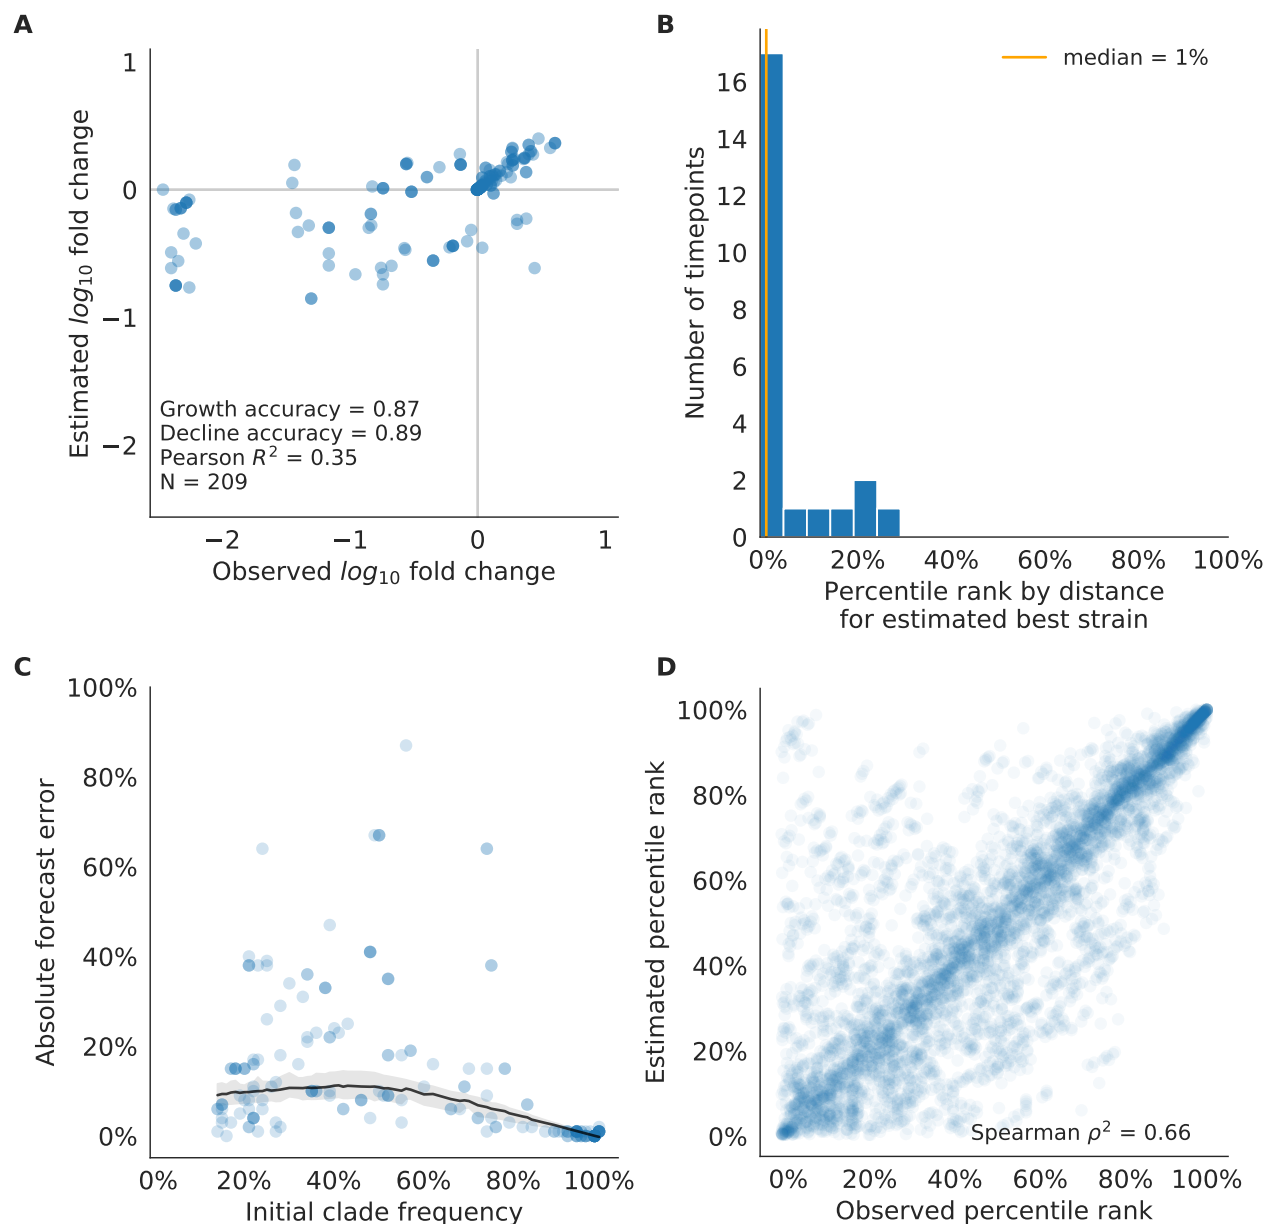 A
1
0
−1
−2
Estimated log10 fold change
Growth accuracy = 0.87
Decline accuracy = 0.89
Pearson R² = 0.35
N = 209
−2
−1
0
1
Observed log10 fold change
B
median = 1%
16
14
12
10
8
6
4
2
0
Number of timepoints
0%
20%
40%
60%
80%
100%
Percentile rank by distance
for estimated best strain
C
100%
80%
60%
40%
20%
0%
Absolute forecast error
0%
20%
40%
60%
80%
100%
Initial clade frequency
D
100%
80%
60%
40%
20%
0%
Estimated percentile rank
Spearman ρ² = 0.66
0%
20%
40%
60%
80%
100%
Observed percentile rank